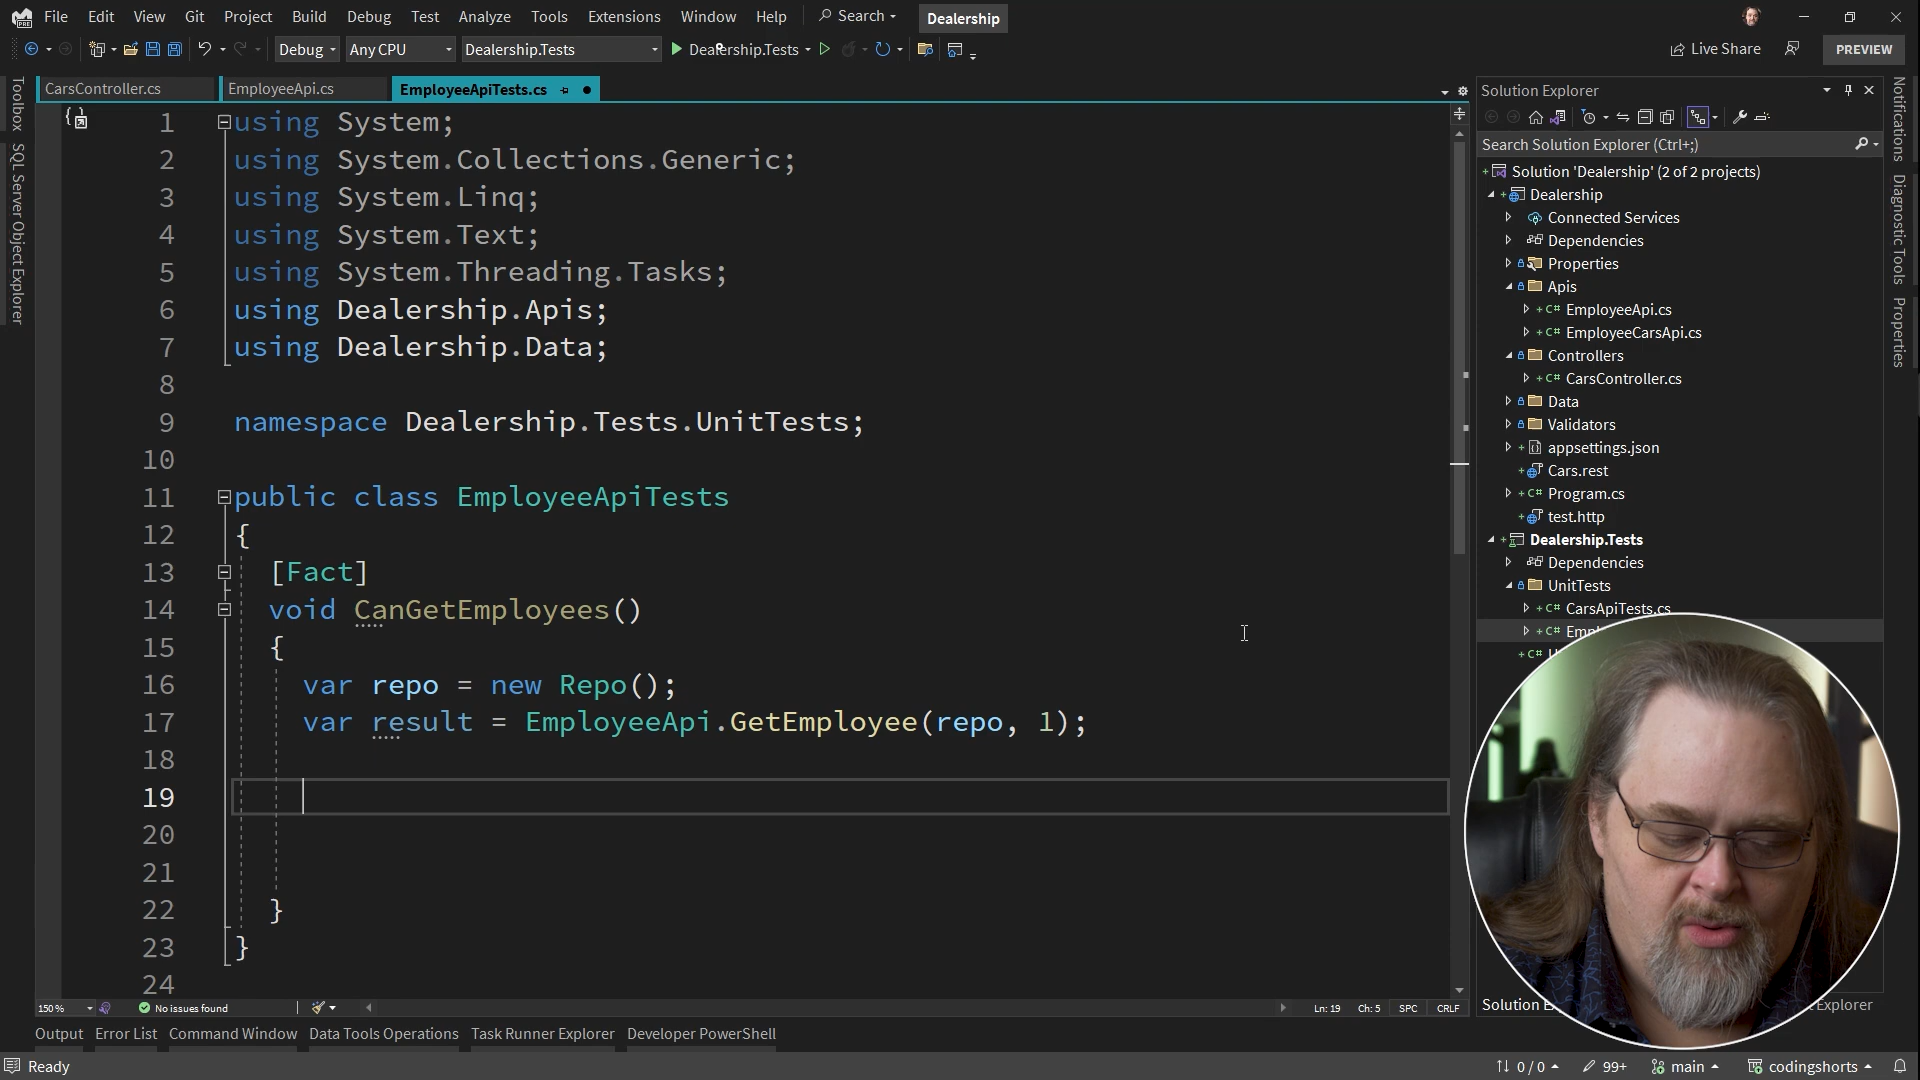 File Edit View Git Project Build Debug Test Analyze Tools Extensions Window Help Search Dealership
Debug Any CPU Dealership.Tests Dealership.Tests Live Share PREVIEW
CarsController.cs EmployeeApi.cs EmployeeApiTests.cs
Toolbox
SQL Server Object Explorer
1 using System;
2 using System.Collections.Generic;
3 using System.Linq;
4 using System.Text;
5 using System.Threading.Tasks;
6 using Dealership.Apis;
7 using Dealership.Data;
8
9 namespace Dealership.Tests.UnitTests;
10
11 public class EmployeeApiTests
12 {
13 [Fact]
14 void CanGetEmployees()
15 {
16 var repo = new Repo();
17 var result = EmployeeApi.GetEmployee(repo, 1);
18
19
20
21
22 }
23 }
24
150 % No issues found Ln: 19 Ch: 5 SPC CRLF
Solution Explorer
Search Solution Explorer (Ctrl+;)
Solution 'Dealership' (2 of 2 projects)
Dealership
Connected Services
Dependencies
Properties
Apis
C# EmployeeApi.cs
C# EmployeeCarsApi.cs
Controllers
C# CarsController.cs
Data
Validators
appsettings.json
Cars.rest
C# Program.cs
test.http
Dealership.Tests
Dependencies
UnitTests
C# CarsApiTests.cs
C# Emp
C#
Solution Ex
Explorer
Notifications
Diagnostic Tools
Properties
Output Error List Command Window Data Tools Operations Task Runner Explorer Developer PowerShell
Ready 0 / 0 99+ main codingshorts